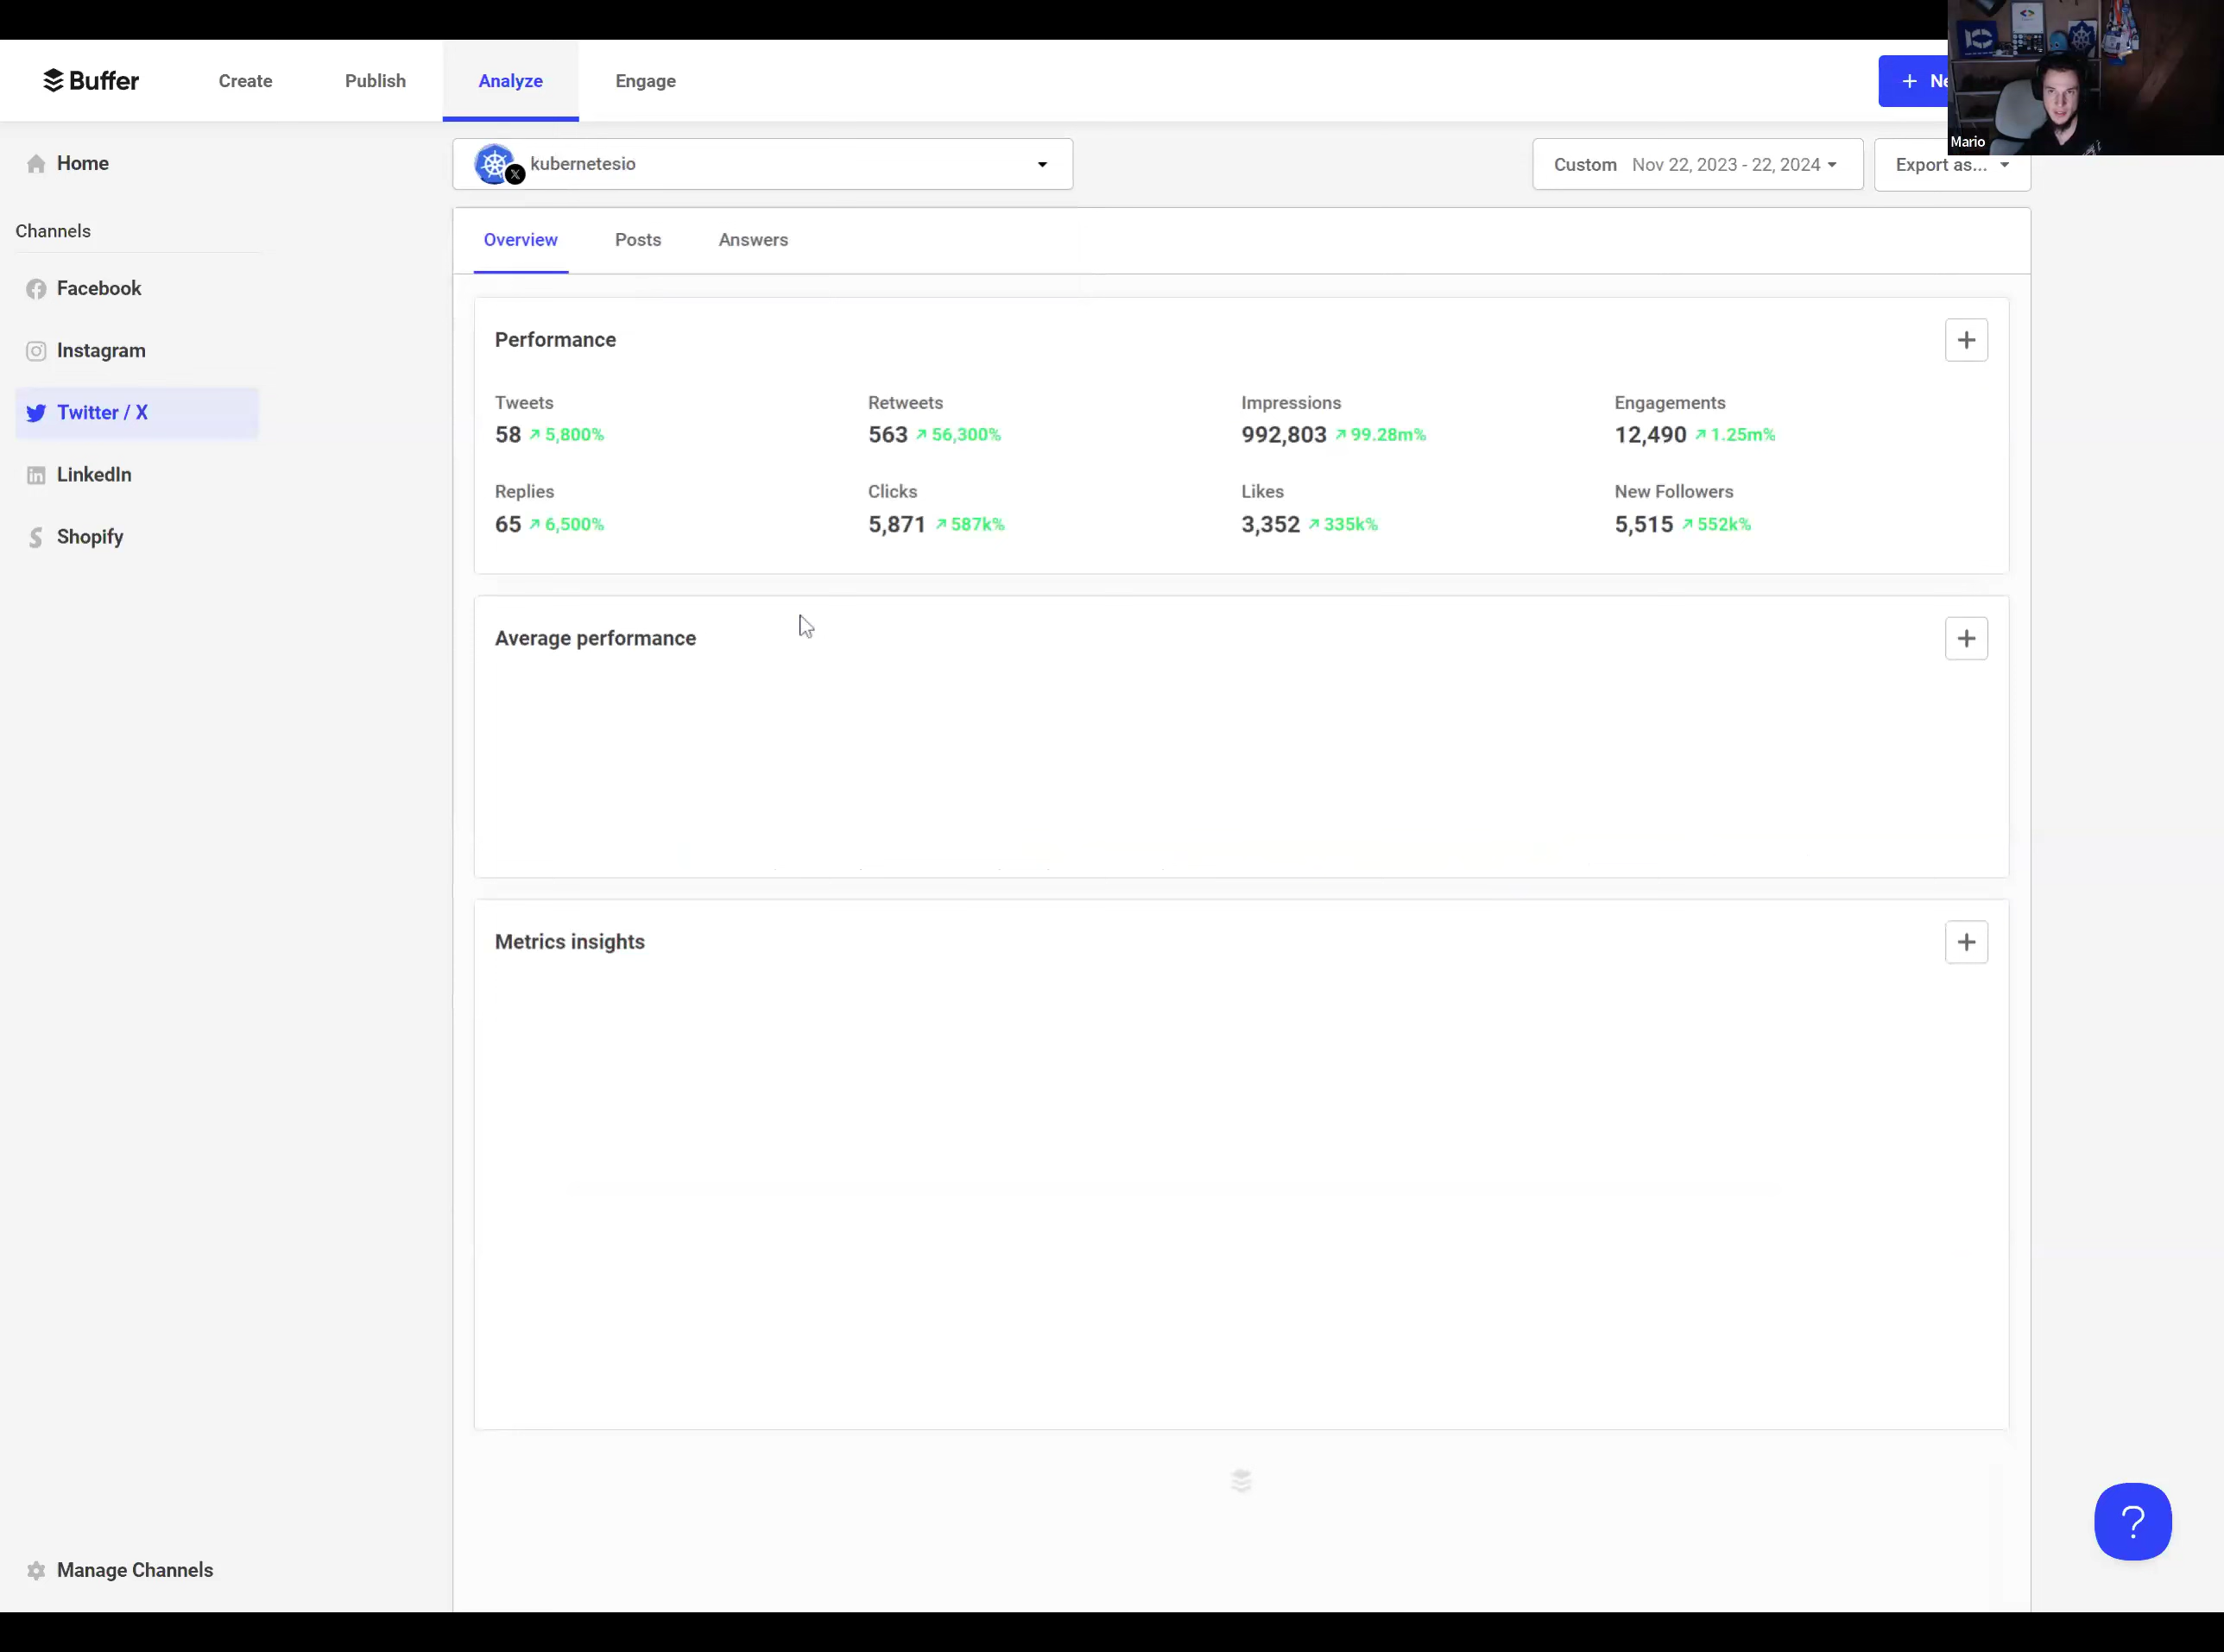 Buffer
Create
Publish
Analyze
Engage
Mario
Home
kubernetesio
Custom Nov 22, 2023 - 22, 2024
Export as...
Channels
Overview
Posts
Answers
Facebook
Performance
Instagram
Twitter / X
Tweets
Retweets
Impressions
Engagements
58 5,800%
563 56,300%
992,803 99.28m%
12,490 1.25m%
LinkedIn
Replies
Clicks
Likes
New Followers
65 6,500%
5,871 587k%
3,352 335k%
5,515 552k%
Shopify
Average performance
Metrics insights
Manage Channels